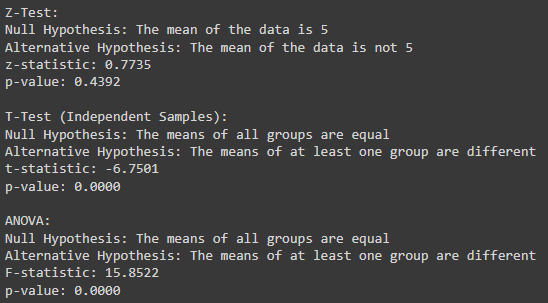 Z-Test:
Null Hypothesis: The mean of the data is 5
Alternative Hypothesis: The mean of the data is not 5
z-statistic: 0.7735
p-value: 0.4392
T-Test (Independent Samples):
Null Hypothesis: The means of all groups are equal
Alternative Hypothesis: The means of at least one group are different
t-statistic: -6.7501
p-value: 0.0000
ANOVA:
Null Hypothesis: The means of all groups are equal
Alternative Hypothesis: The means of at least one group are different
F-statistic: 15.8522
p-value: 0.0000